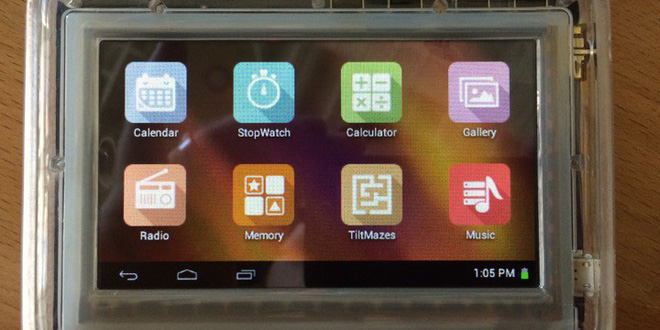 Calendar StopWatch Calculator Gallery
Radio Memory TiltMazes Music
1:05 PM